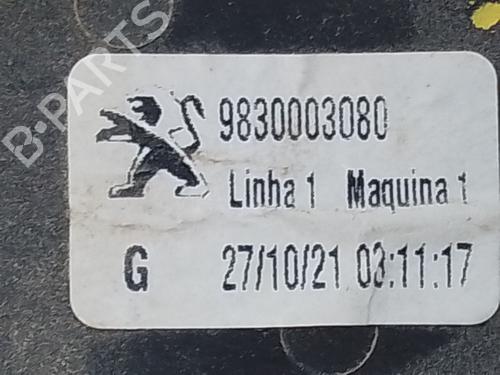 B-PARTS
9830003080
Linha 1 Maquina 1
G 27/10/21 03:11:17